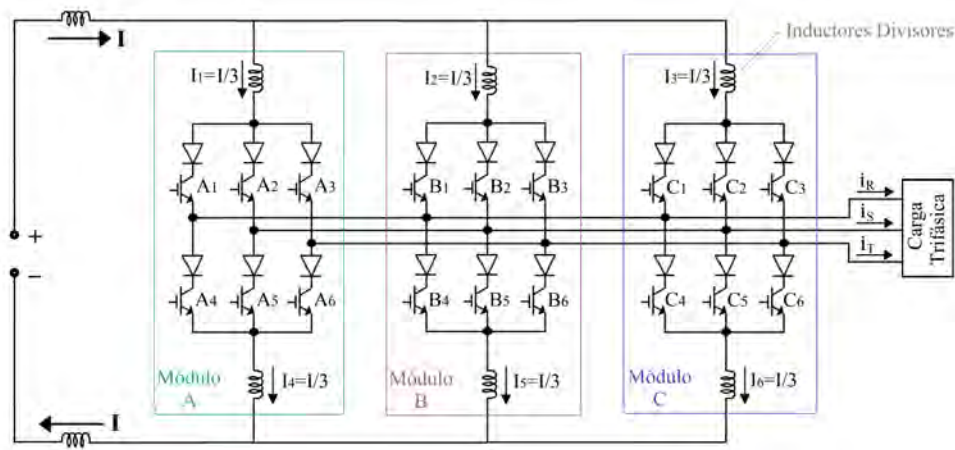 I
Inductores Divisores
I1=I/3
I2=I/3
I3=I/3
A1 A2 A3
B1 B2 B3
C1 C2 C3
iR
iS
iT
Carga
Trifásica
+
−
A4 A5 A6
B4 B5 B6
C4 C5 C6
Módulo
A
I4=I/3
Módulo
B
I5=I/3
Módulo
C
I6=I/3
I